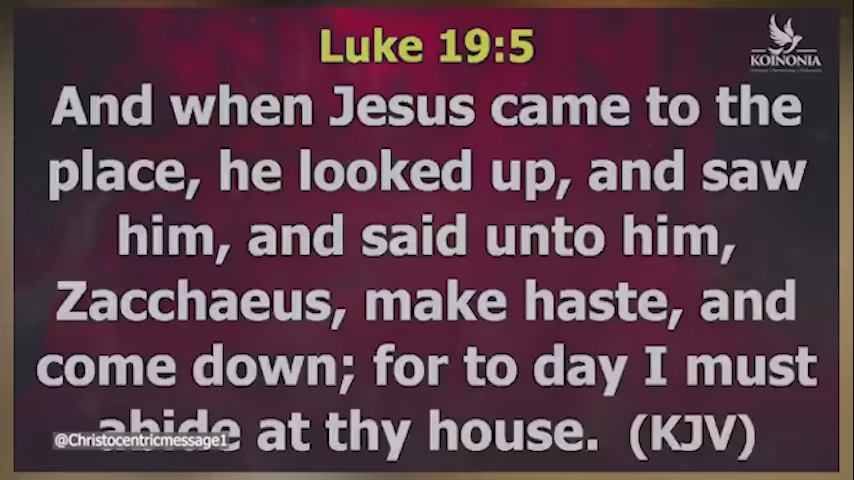 Luke 19:5
KOINONIA
And when Jesus came to the
place, he looked up, and saw
him, and said unto him,
Zacchaeus, make haste, and
come down; for to day I must
abide at thy house. (KJV)
@Christocentricmessage1